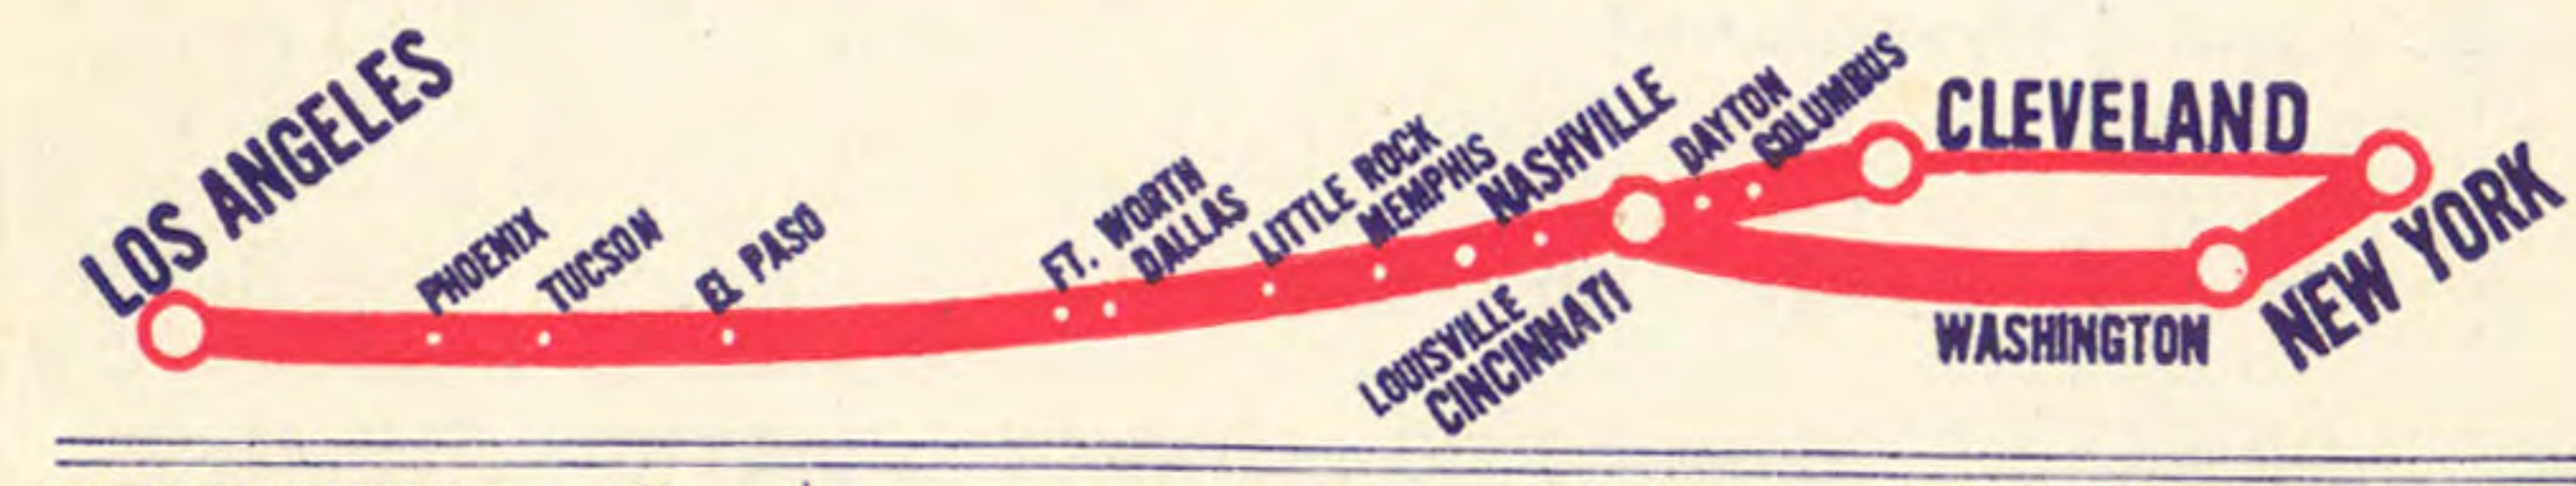 LOS ANGELES
PHOENIX
TUCSON
EL PASO
FT. WORTH
DALLAS
LITTLE ROCK
MEMPHIS
NASHVILLE
LOUISVILLE
CINCINNATI
DAYTON
COLUMBUS
CLEVELAND
WASHINGTON
NEW YORK